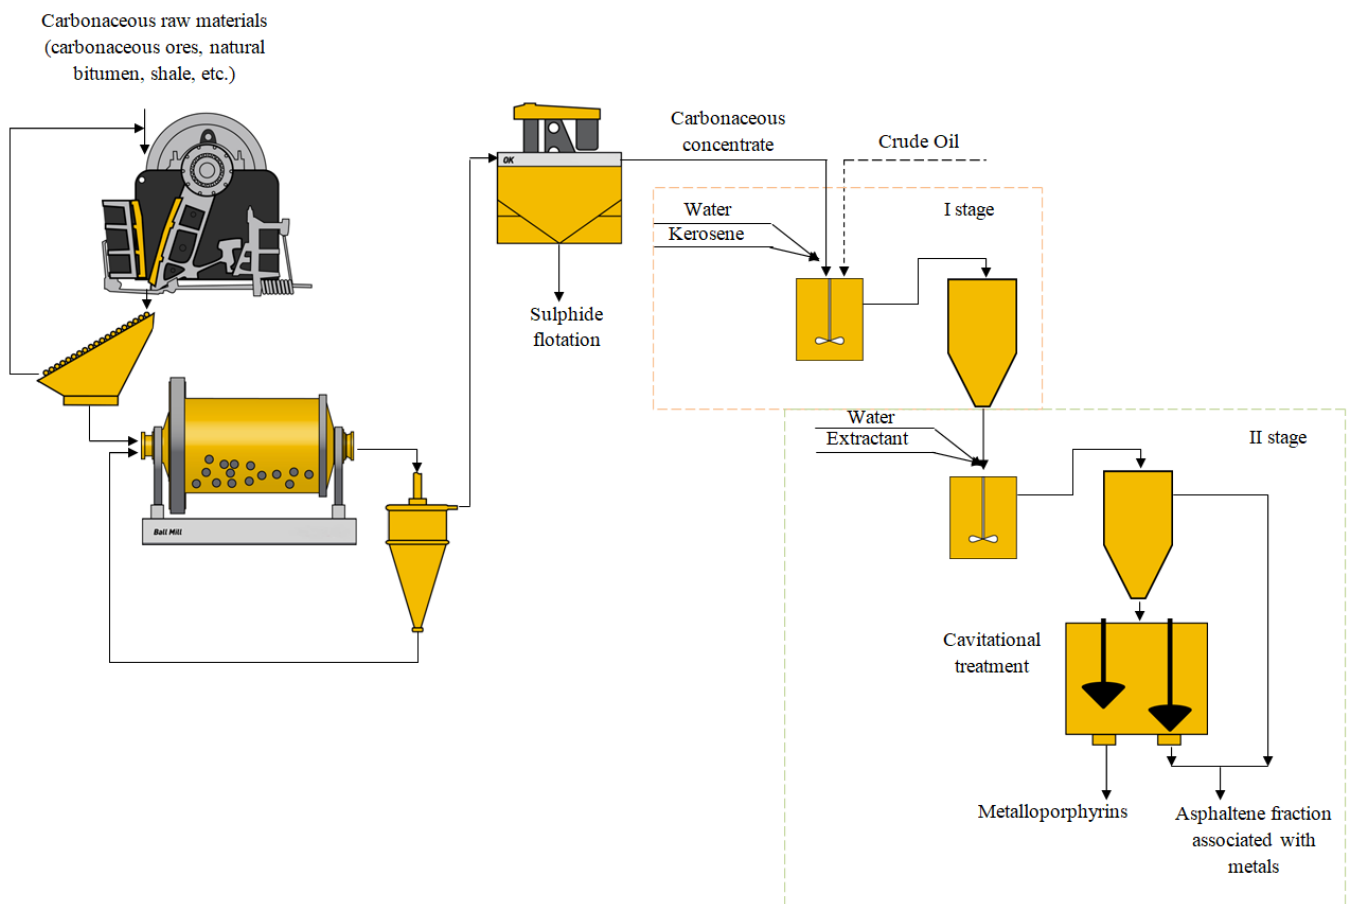 Carbonaceous raw materials
(carbonaceous ores, natural
bitumen, shale, etc.)
OK
Carbonaceous
concentrate
Crude Oil
Water
Kerosene
I stage
Sulphide
flotation
Ball Mill
Water
Extractant
II stage
Cavitational
treatment
Metalloporphyrins
Asphaltene fraction
associated with
metals